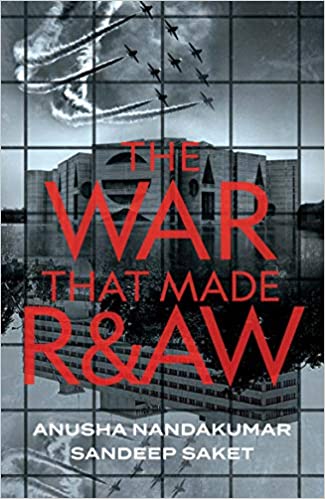 THE
WAR
THAT MADE
R&AW
ANUSHA NANDAKUMAR
SANDEEP SAKET